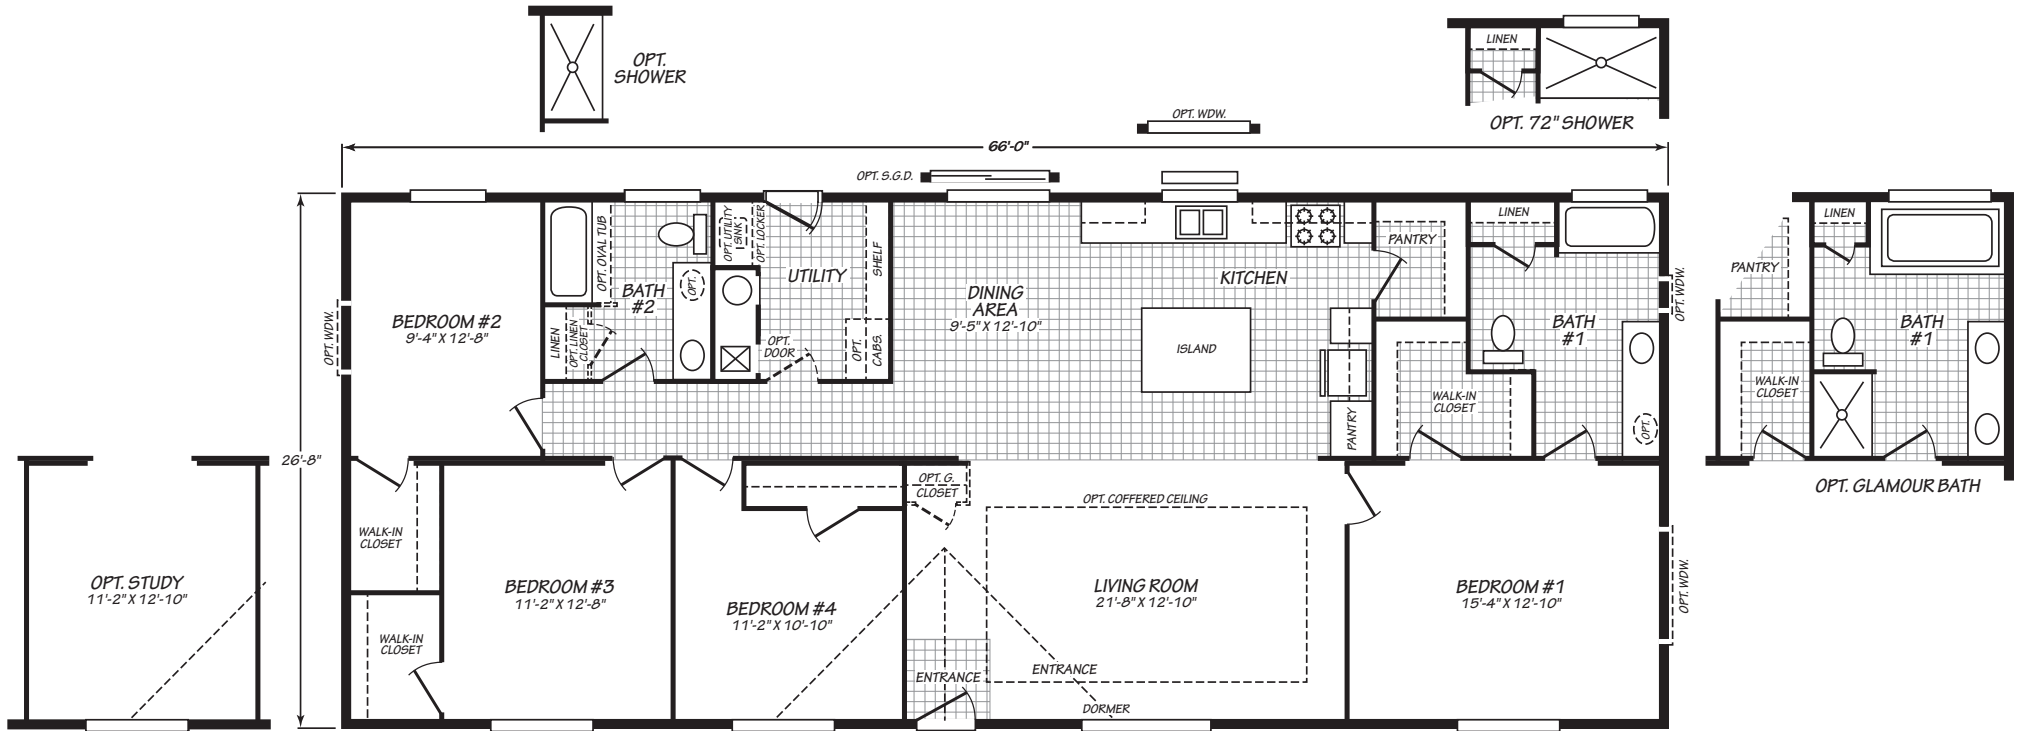 OPT.
SHOWER
LINEN
OPT. 72" SHOWER
OPT. WDW.
66'-0"
OPT. S.G.D.
26'-8"
OPT. WDW.
BEDROOM #2
9'-4" X 12'-8"
OPT. OVAL TUB
BATH
#2
OPT.
LINEN
OPT. LINEN
CLOSET
OPT. UTILITY
SINK
OPT. LOCKER
UTILITY
SHELF
OPT.
DOOR
OPT.
CABS.
DINING
AREA
9'-5" X 12'-10"
KITCHEN
ISLAND
PANTRY
PANTRY
LINEN
BATH
#1
OPT. WDW.
WALK-IN
CLOSET
OPT.
LINEN
PANTRY
BATH
#1
WALK-IN
CLOSET
OPT. GLAMOUR BATH
OPT. STUDY
11'-2" X 12'-10"
WALK-IN
CLOSET
WALK-IN
CLOSET
BEDROOM #3
11'-2" X 12'-8"
BEDROOM #4
11'-2" X 10'-10"
OPT. G.
CLOSET
OPT. COFFERED CEILING
LIVING ROOM
21'-8" X 12'-10"
ENTRANCE
ENTRANCE
DORMER
BEDROOM #1
15'-4" X 12'-10"
OPT. WDW.